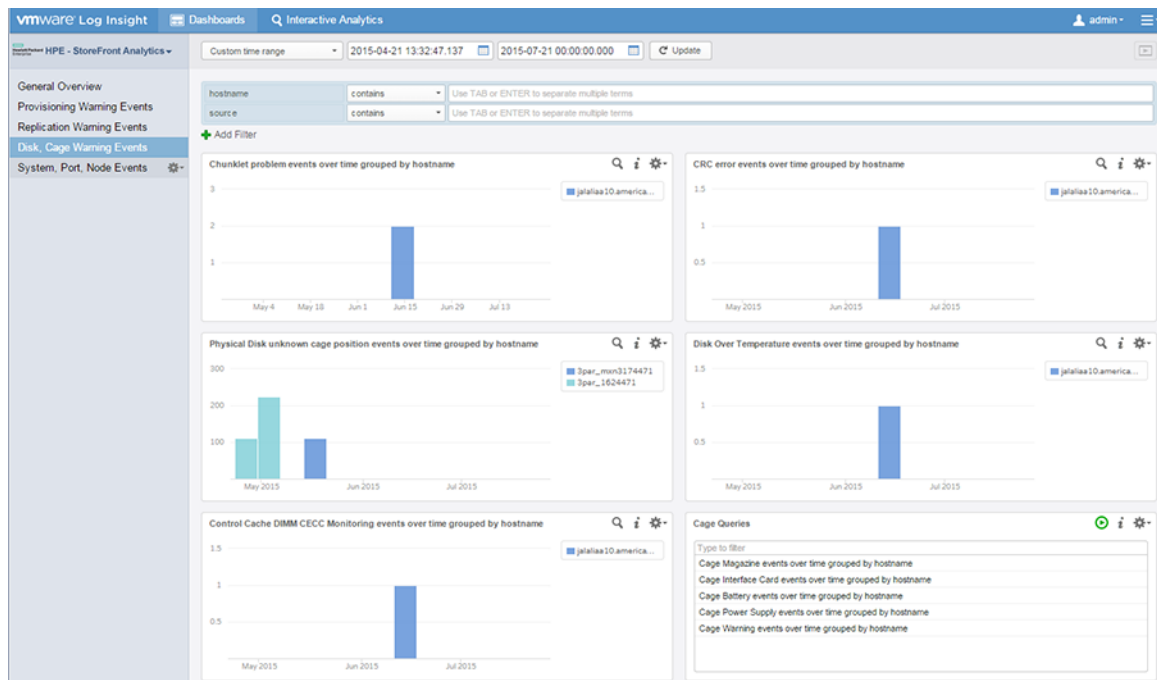 vmware Log Insight Dashboards Interactive Analytics admin
HPE - StoreFront Analytics Custom time range 2015-04-21 13:32:47.137 2015-07-21 00:00:00.000 Update
General Overview
Provisioning Warning Events
Replication Warning Events
Disk, Cage Warning Events
System, Port, Node Events
hostname contains Use TAB or ENTER to separate multiple terms
source contains Use TAB or ENTER to separate multiple terms
Add Filter
Chunklet problem events over time grouped by hostname
jalaliaa10.america...
3
2
1
May 4 May 18 Jun 1 Jun 15 Jun 29 Jul 13
CRC error events over time grouped by hostname
jalaliaa10.america...
1.5
1
0.5
May 2015 Jun 2015 Jul 2015
Physical Disk unknown cage position events over time grouped by hostname
3par_mxn3174471
3par_1624471
300
200
100
May 2015 Jun 2015 Jul 2015
Disk Over Temperature events over time grouped by hostname
jalaliaa10.america...
1.5
1
0.5
May 2015 Jun 2015 Jul 2015
Control Cache DIMM CECC Monitoring events over time grouped by hostname
jalaliaa10.america...
1.5
1
0.5
May 2015 Jun 2015 Jul 2015
Cage Queries
Type to filter
Cage Magazine events over time grouped by hostname
Cage Interface Card events over time grouped by hostname
Cage Battery events over time grouped by hostname
Cage Power Supply events over time grouped by hostname
Cage Warning events over time grouped by hostname